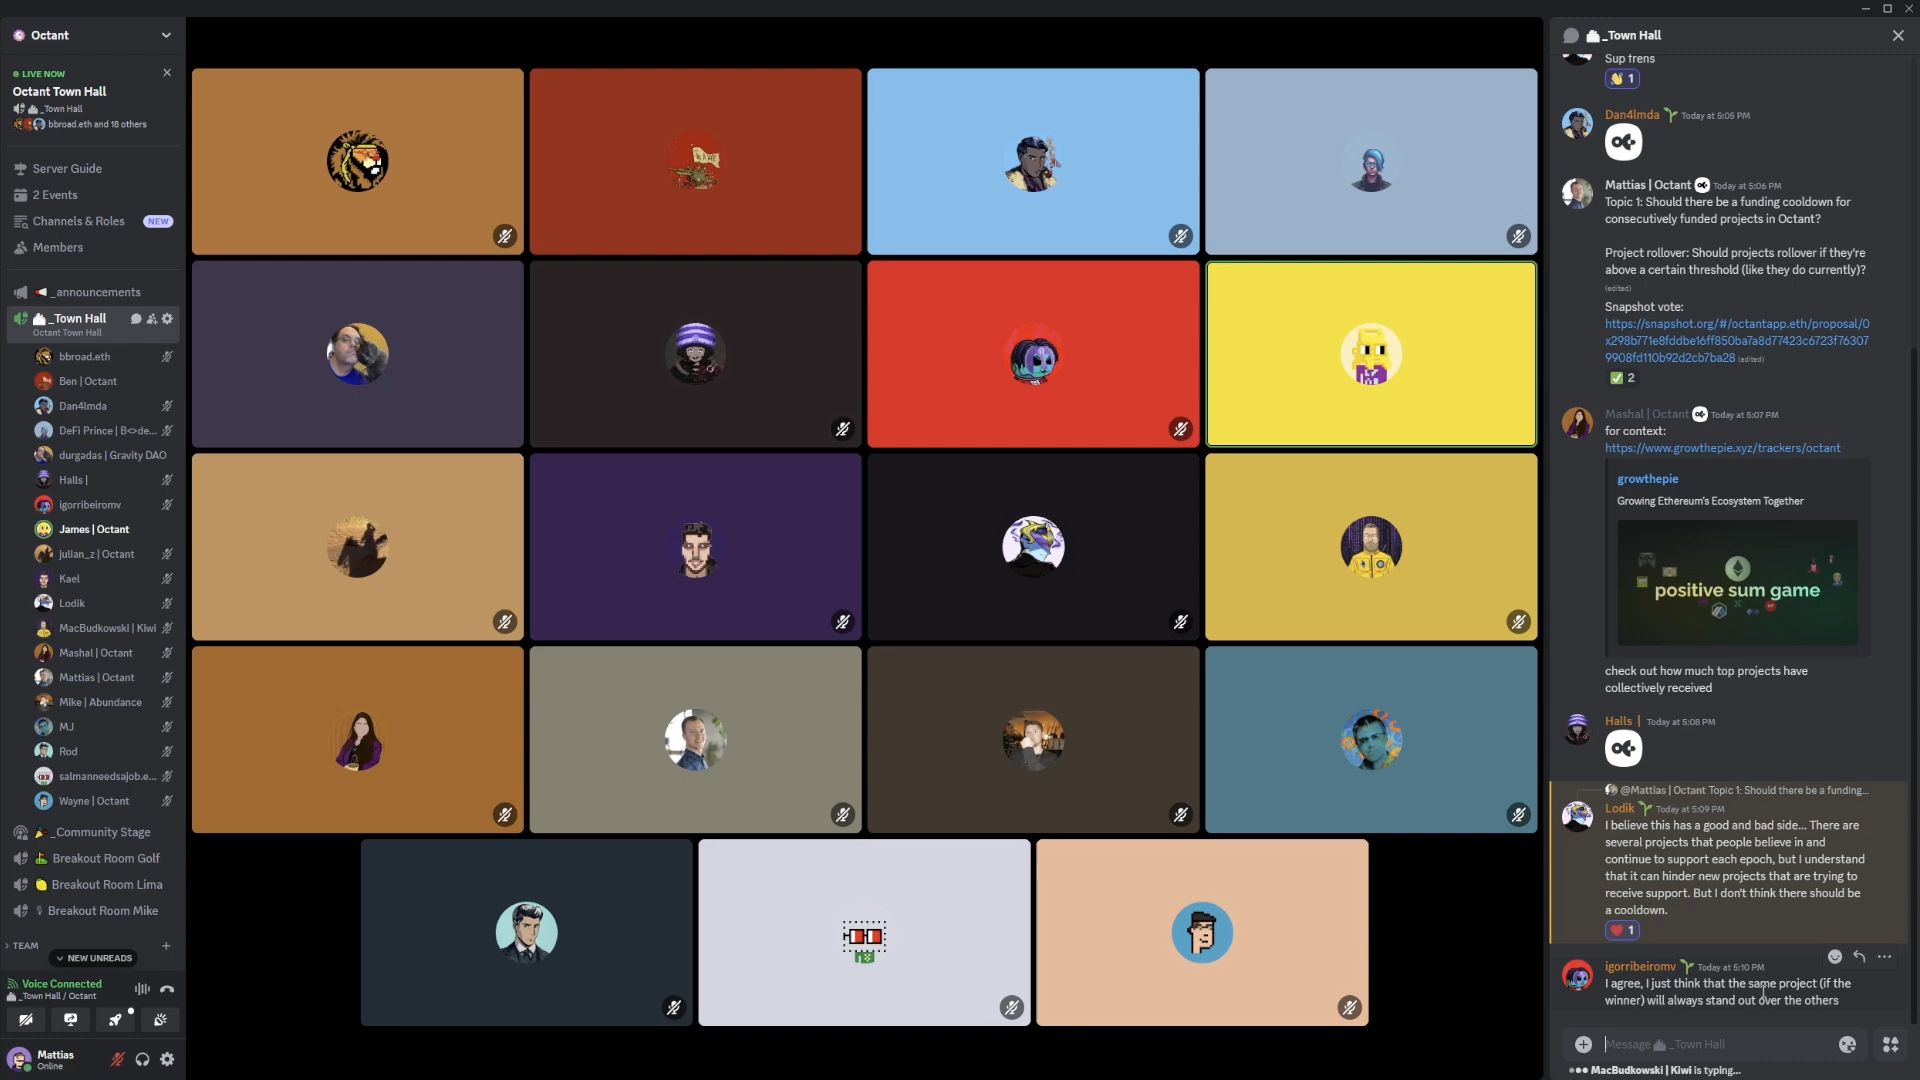 Octant
LIVE NOW
Octant Town Hall
_Town Hall
bbroad.eth and 18 others
Server Guide
2 Events
Channels & Roles NEW
Members
_announcements
_Town Hall
Octant Town Hall
bbroad.eth
Ben | Octant
Dan4lmda
DeFi Prince | B<>de...
durgadas | Gravity DAO
Halls |
igorribeiromv
James | Octant
julian_z | Octant
Kael
Lodik
MacBudkowski | Kiwi
Mashal | Octant
Mattias | Octant
Mike | Abundance
MJ
Rod
salmanneedsajob.e...
Wayne | Octant
_Community Stage
Breakout Room Golf
Breakout Room Lima
Breakout Room Mike
TEAM
NEW UNREADS
Voice Connected
_Town Hall / Octant
Mattias
Online
_Town Hall
Sup frens
1
Dan4lmda Today at 5:05 PM
Mattias | Octant Today at 5:06 PM
Topic 1: Should there be a funding cooldown for
consecutively funded projects in Octant?
Project rollover: Should projects rollover if they're
above a certain threshold (like they do currently)?
(edited)
Snapshot vote:
https://snapshot.org/#/octantapp.eth/proposal/0
x298b771e8fddbe16ff850ba7a8d77423c6723f76307
9908fd110b92d2cb7ba28 (edited)
2
Mashal | Octant Today at 5:07 PM
for context:
https://www.growthepie.xyz/trackers/octant
growthepie
Growing Ethereum's Ecosystem Together
positive sum game
check out how much top projects have
collectively received
Halls | Today at 5:08 PM
@Mattias | Octant Topic 1: Should there be a funding...
Lodik Today at 5:09 PM
I believe this has a good and bad side... There are
several projects that people believe in and
continue to support each epoch, but I understand
that it can hinder new projects that are trying to
receive support. But I don't think there should be
a cooldown.
1
igorribeiromv Today at 5:10 PM
I agree, I just think that the same project (if the
winner) will always stand out over the others
Message _Town Hall
MacBudkowski | Kiwi is typing...